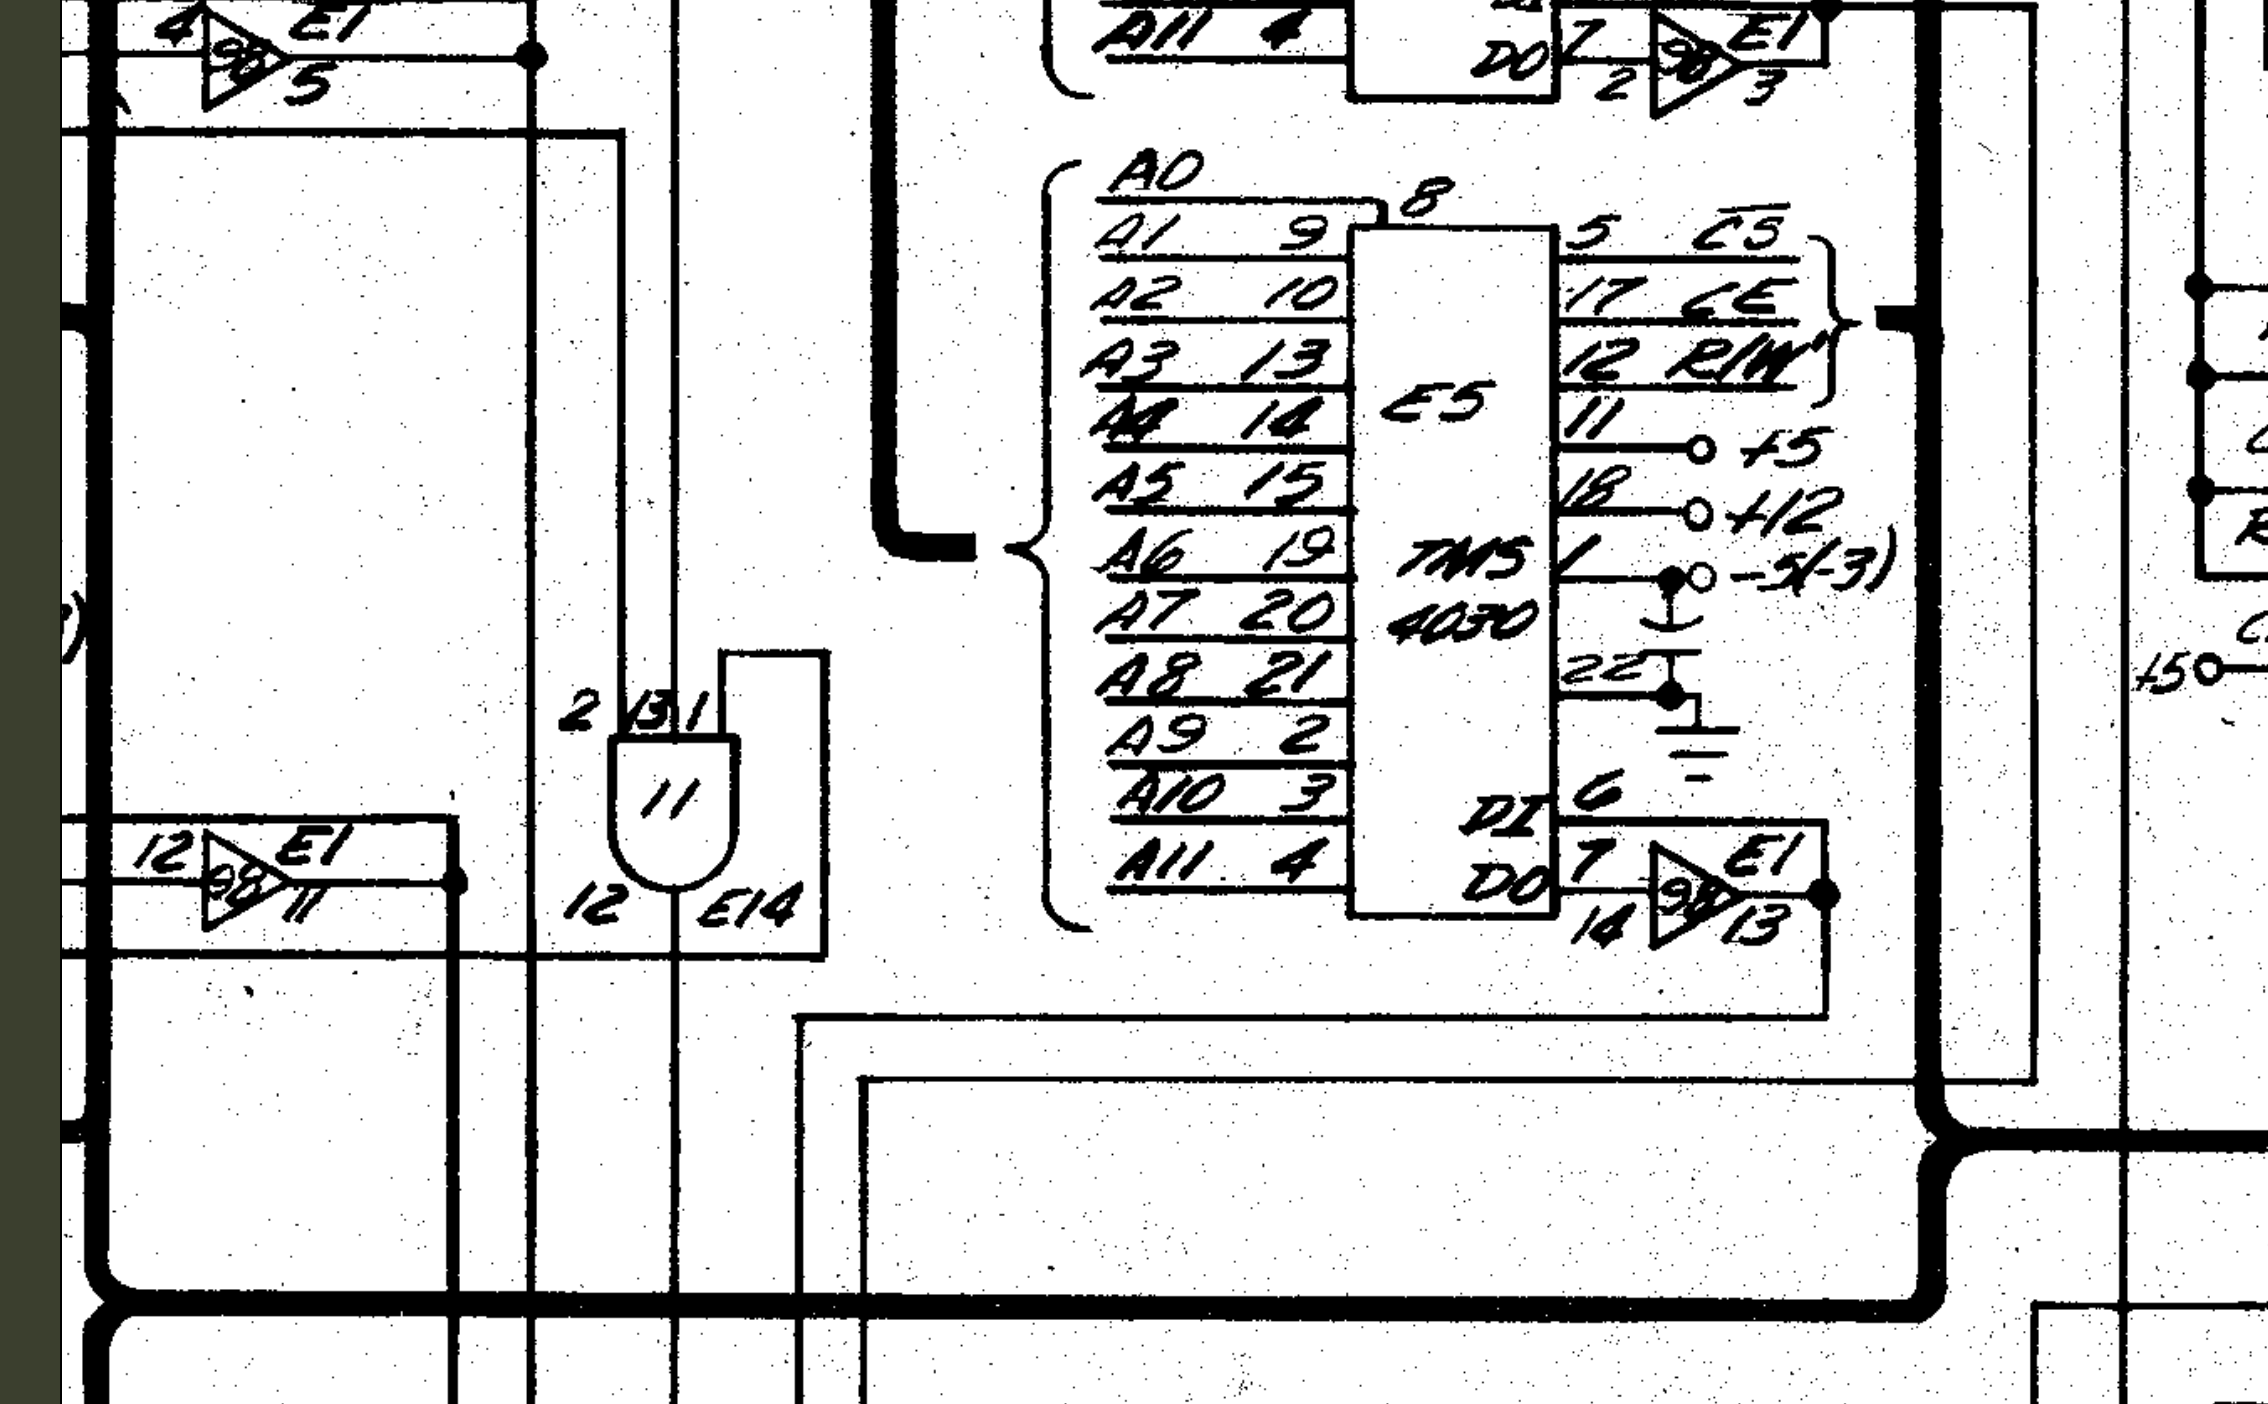 4 98 E1 5
A11 4
DO 7 2 98 E1 3
A0 8
A1 9 5 C̅S̅
A2 10 17 CE
A3 13 12 R/W
A4 14 11 +5
A5 15 18 +12
A6 19 1 -5(-3)
A7 20
A8 21 22
A9 2
A10 3 DI 6
A11 4 DO 7 14 98 E1 13
E5
TMS
4030
2 13 1
11
12 E14
12 98 E1 11
+5